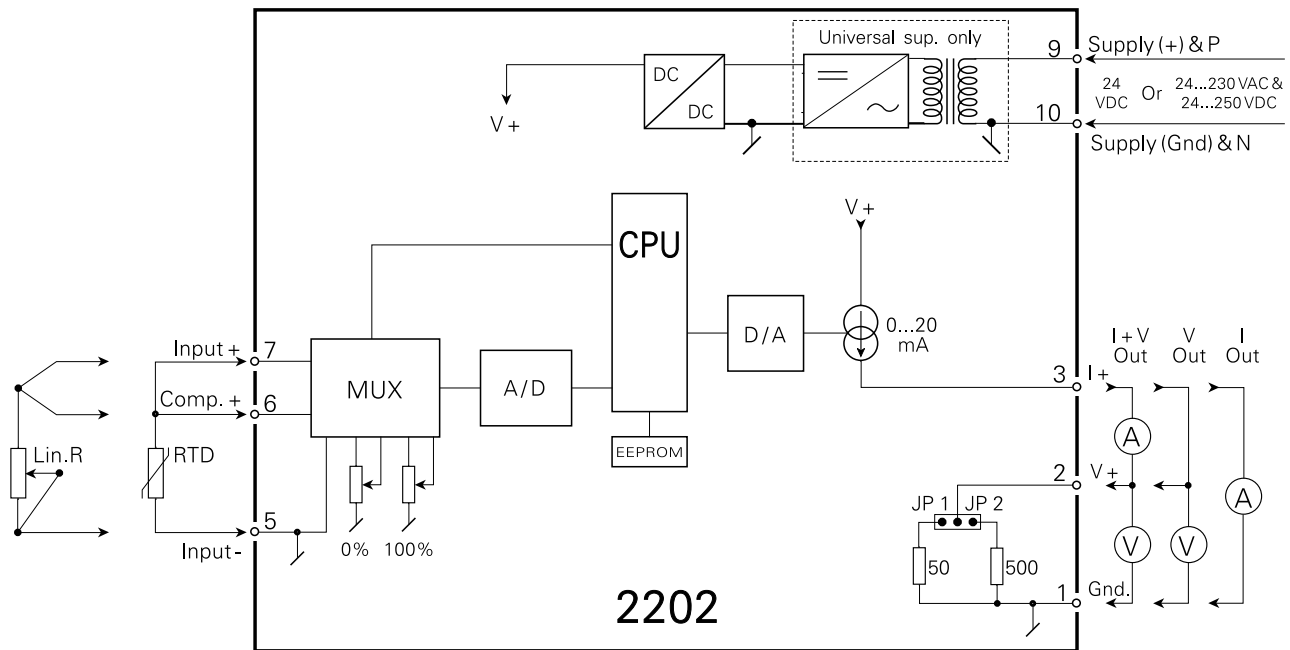 Universal sup. only
9
Supply (+) & P
DC
DC
V +
24 VDC Or 24...230 VAC & 24...250 VDC
10
Supply (Gnd) & N
V +
CPU
D/A
0...20 mA
I + V Out
V Out
I Out
Input +
7
3
I +
MUX
A/D
Comp. +
6
A
Lin.R
RTD
EEPROM
2
V +
A
JP 1
JP 2
5
Input -
0%
100%
V
V
50
500
1
Gnd.
2202